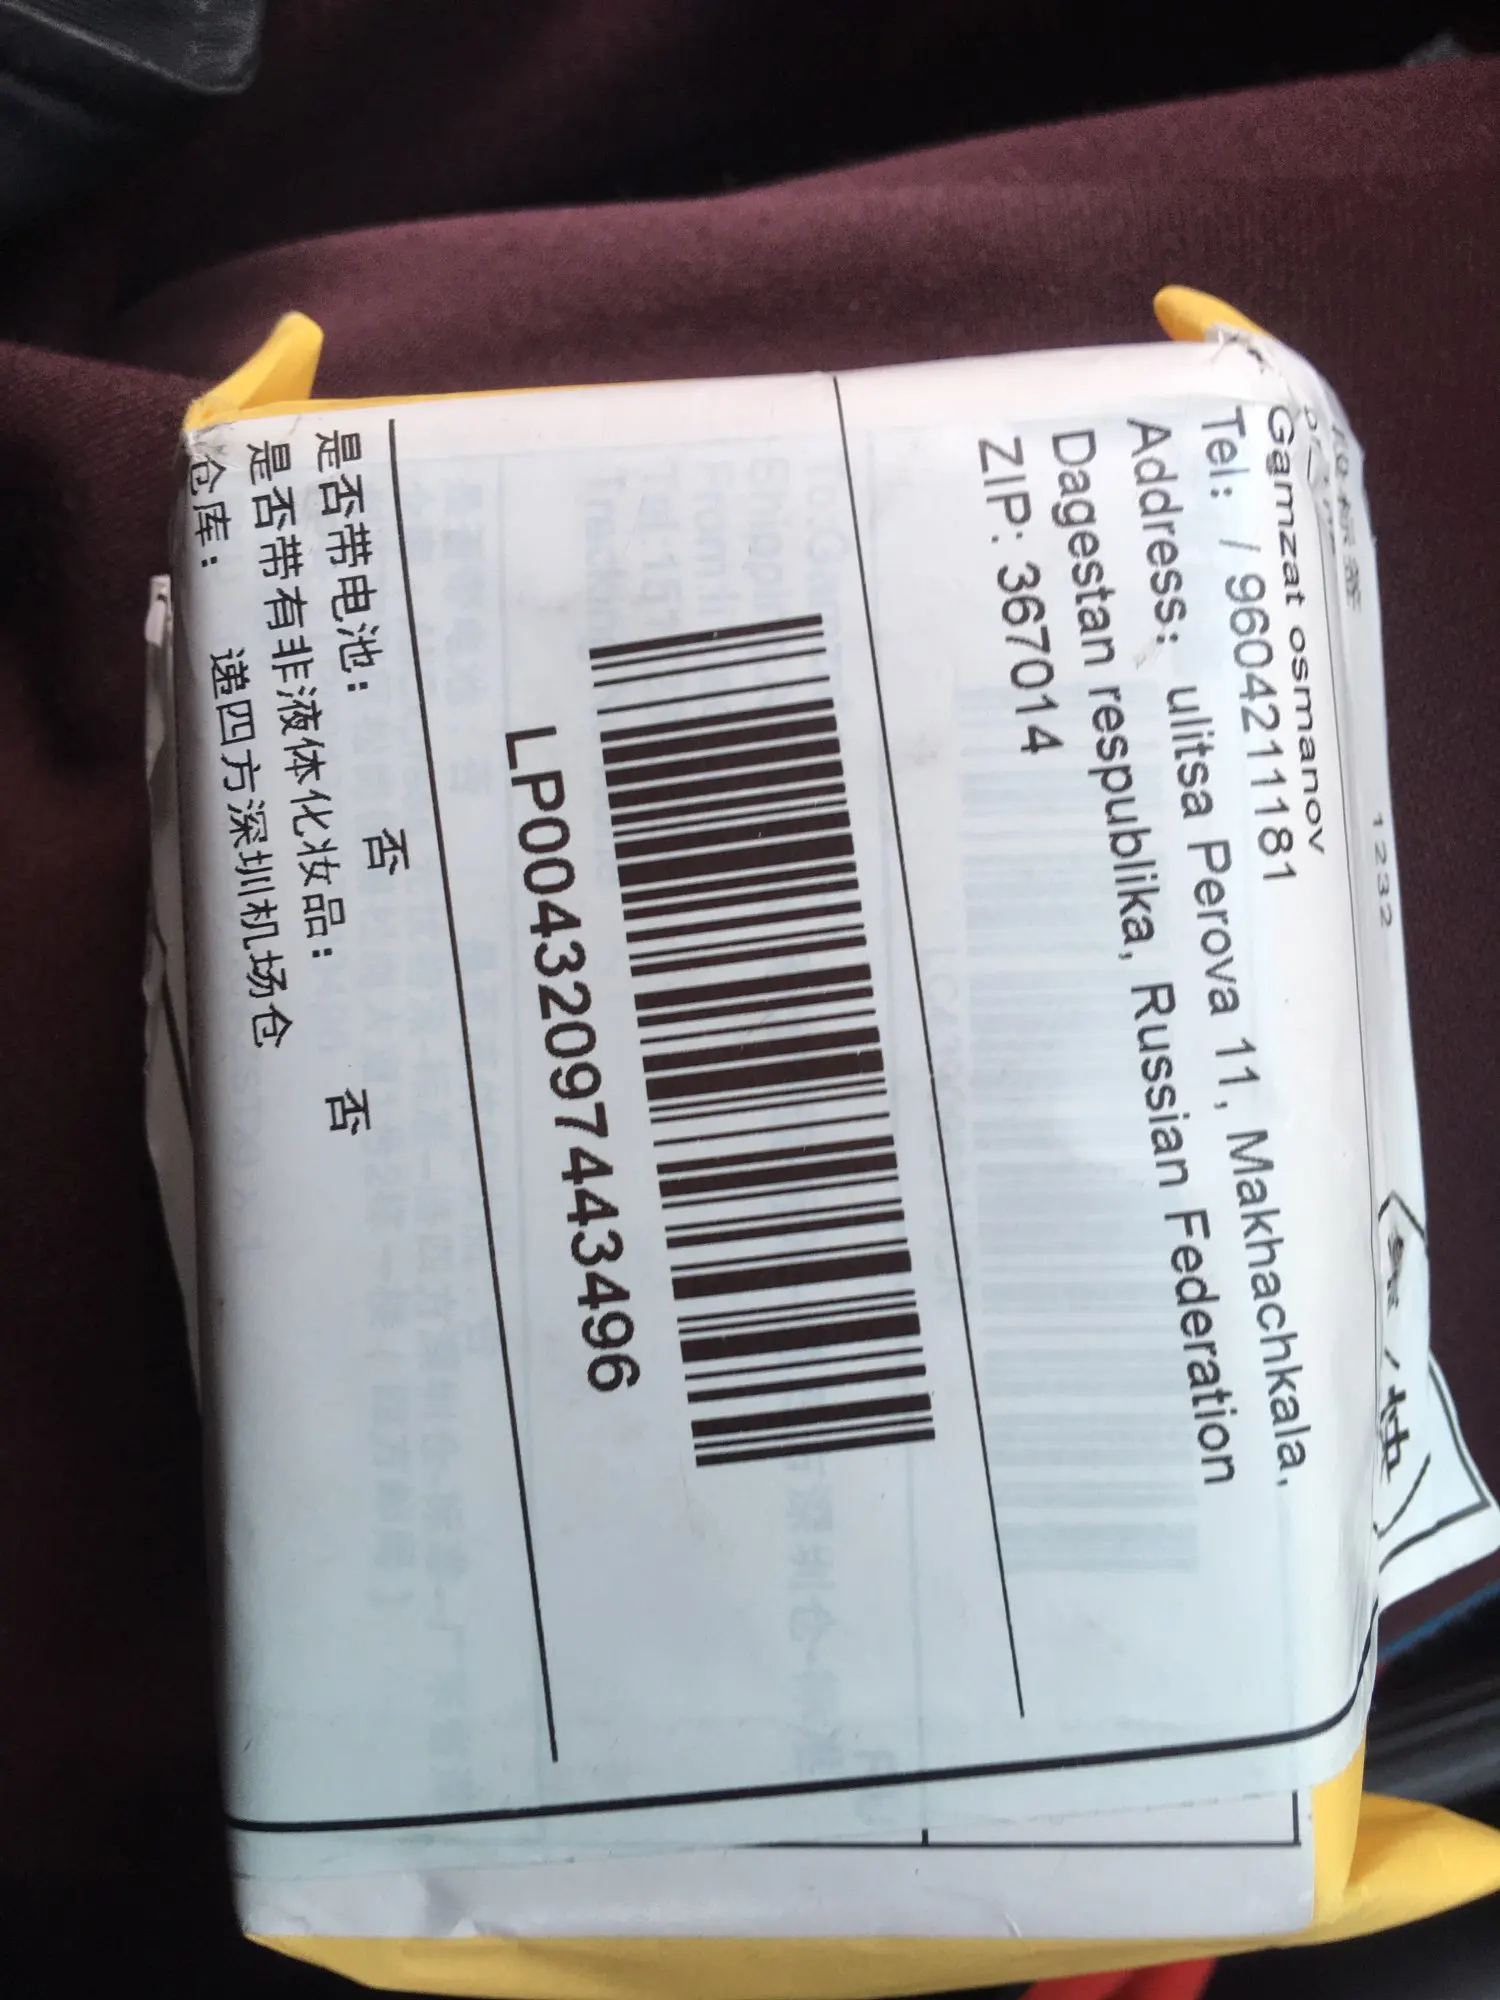 1232
Gamzat osmanov
Tel: / 9604211181
Address: ulitsa Perova 11, Makhachkala,
Dagestan respublika, Russian Federation
ZIP: 367014
LP00432097443496
是否带电池: 否
是否带有非液体化妆品: 否
仓库: 递四方深圳机场仓